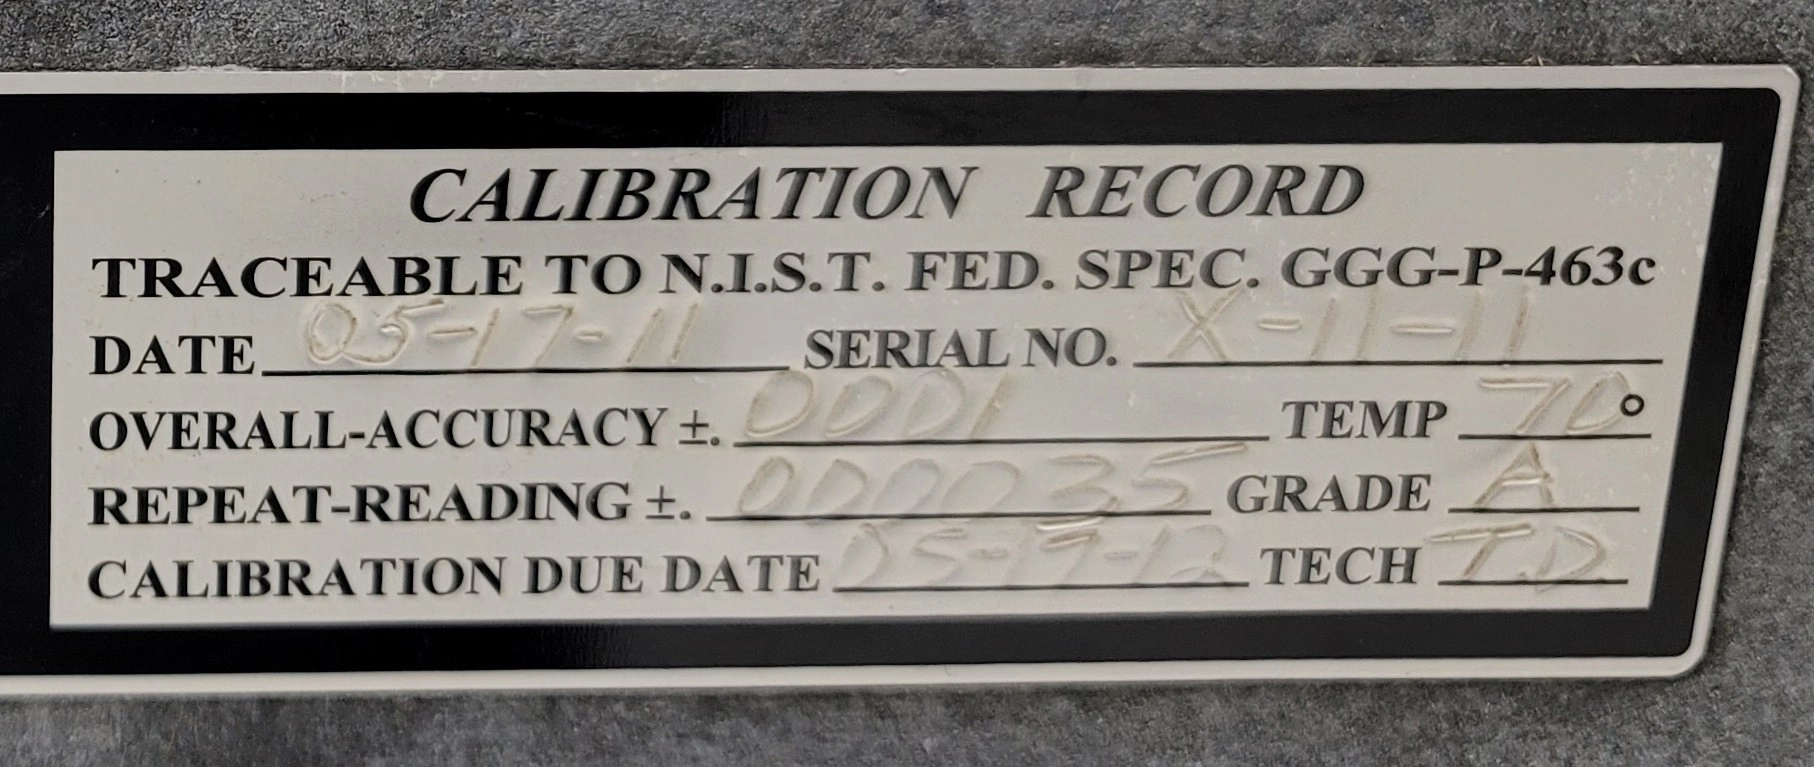 CALIBRATION RECORD
TRACEABLE TO N.I.S.T. FED. SPEC. GGG-P-463c
DATE 05-17-11 SERIAL NO. X-11-11
OVERALL-ACCURACY ±. 0001 TEMP 70°
REPEAT-READING ±. 000035 GRADE A
CALIBRATION DUE DATE 05-17-12 TECH T.D.